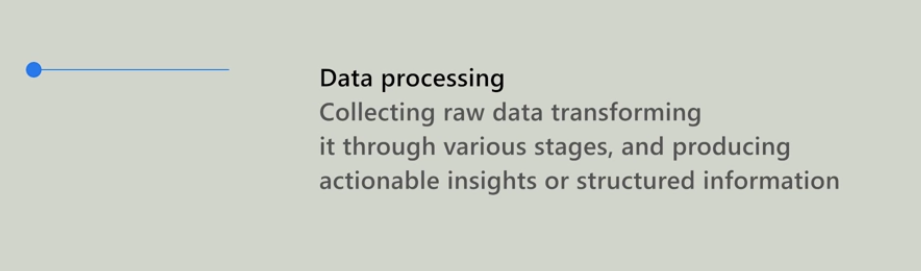 Data processing
Collecting raw data transforming
it through various stages, and producing
actionable insights or structured information